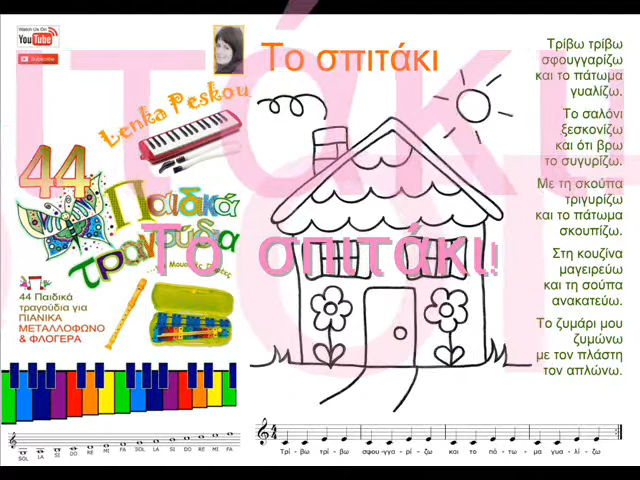 Watch Us On
YouTube
Subscribe
Lenka Peskou
44
Παιδικά
τραγούδια
44 Παιδικά
τραγούδια για
ΠΙΑΝΙΚΑ
ΜΕΤΑΛΛΟΦΩΝΟ
& ΦΛΟΓΕΡΑ
SOL LA SI DO RE MI FA SOL LA SI DO RE MI FA
Το σπιτάκι
Το σπιτάκι!
Τρίβω τρίβω
σφουγγαρίζω
και το πάτωμα
γυαλίζω.
Το σαλόνι
ξεσκονίζω
και ότι βρω
το συγυρίζω.
Με τη σκούπα
τριγυρίζω
και το πάτωμα
σκουπίζω.
Στη κουζίνα
μαγειρεύω
και τη σούπα
ανακατεύω.
Το ζυμάρι μου
ζυμώνω
με τον πλάστη
τον απλώνω.
Τρί - βω τρί - βω σφου - γγα - ρί - ζω και το πά - τω - μα γυα - λί - ζω